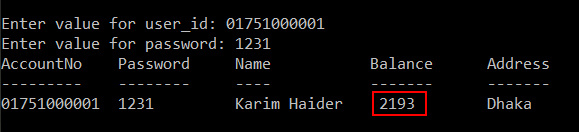 Enter value for user_id: 01751000001
Enter value for password: 1231
AccountNo Password Name Balance Address
--------- -------- ---- ------- -------
01751000001 1231 Karim Haider 2193 Dhaka